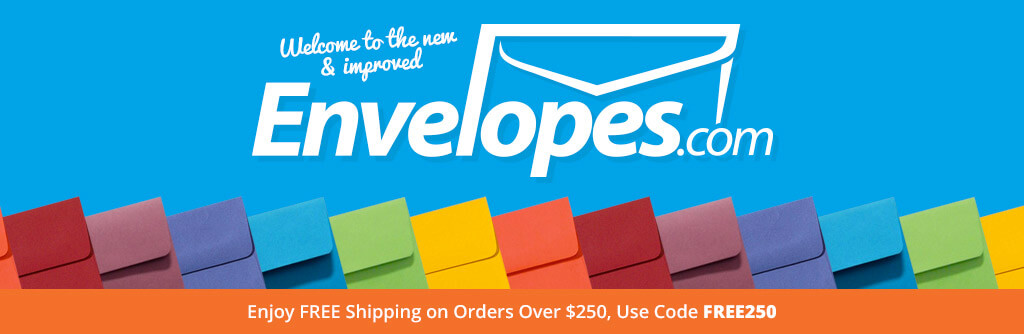 Welcome to the new
& improved
Envelopes.com
Enjoy FREE Shipping on Orders Over $250, Use Code FREE250